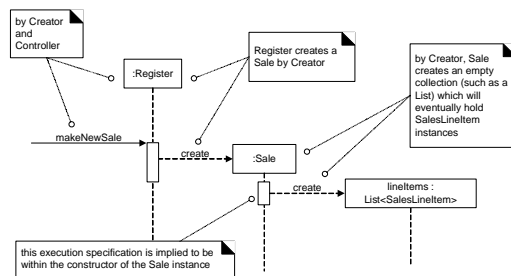 by Creator
and
Controller
:Register
Register creates a
Sale by Creator
by Creator, Sale
creates an empty
collection (such as a
List) which will
eventually hold
SalesLineItem
instances
makeNewSale
create
:Sale
create
lineItems :
List<SalesLineItem>
this execution specification is implied to be
within the constructor of the Sale instance